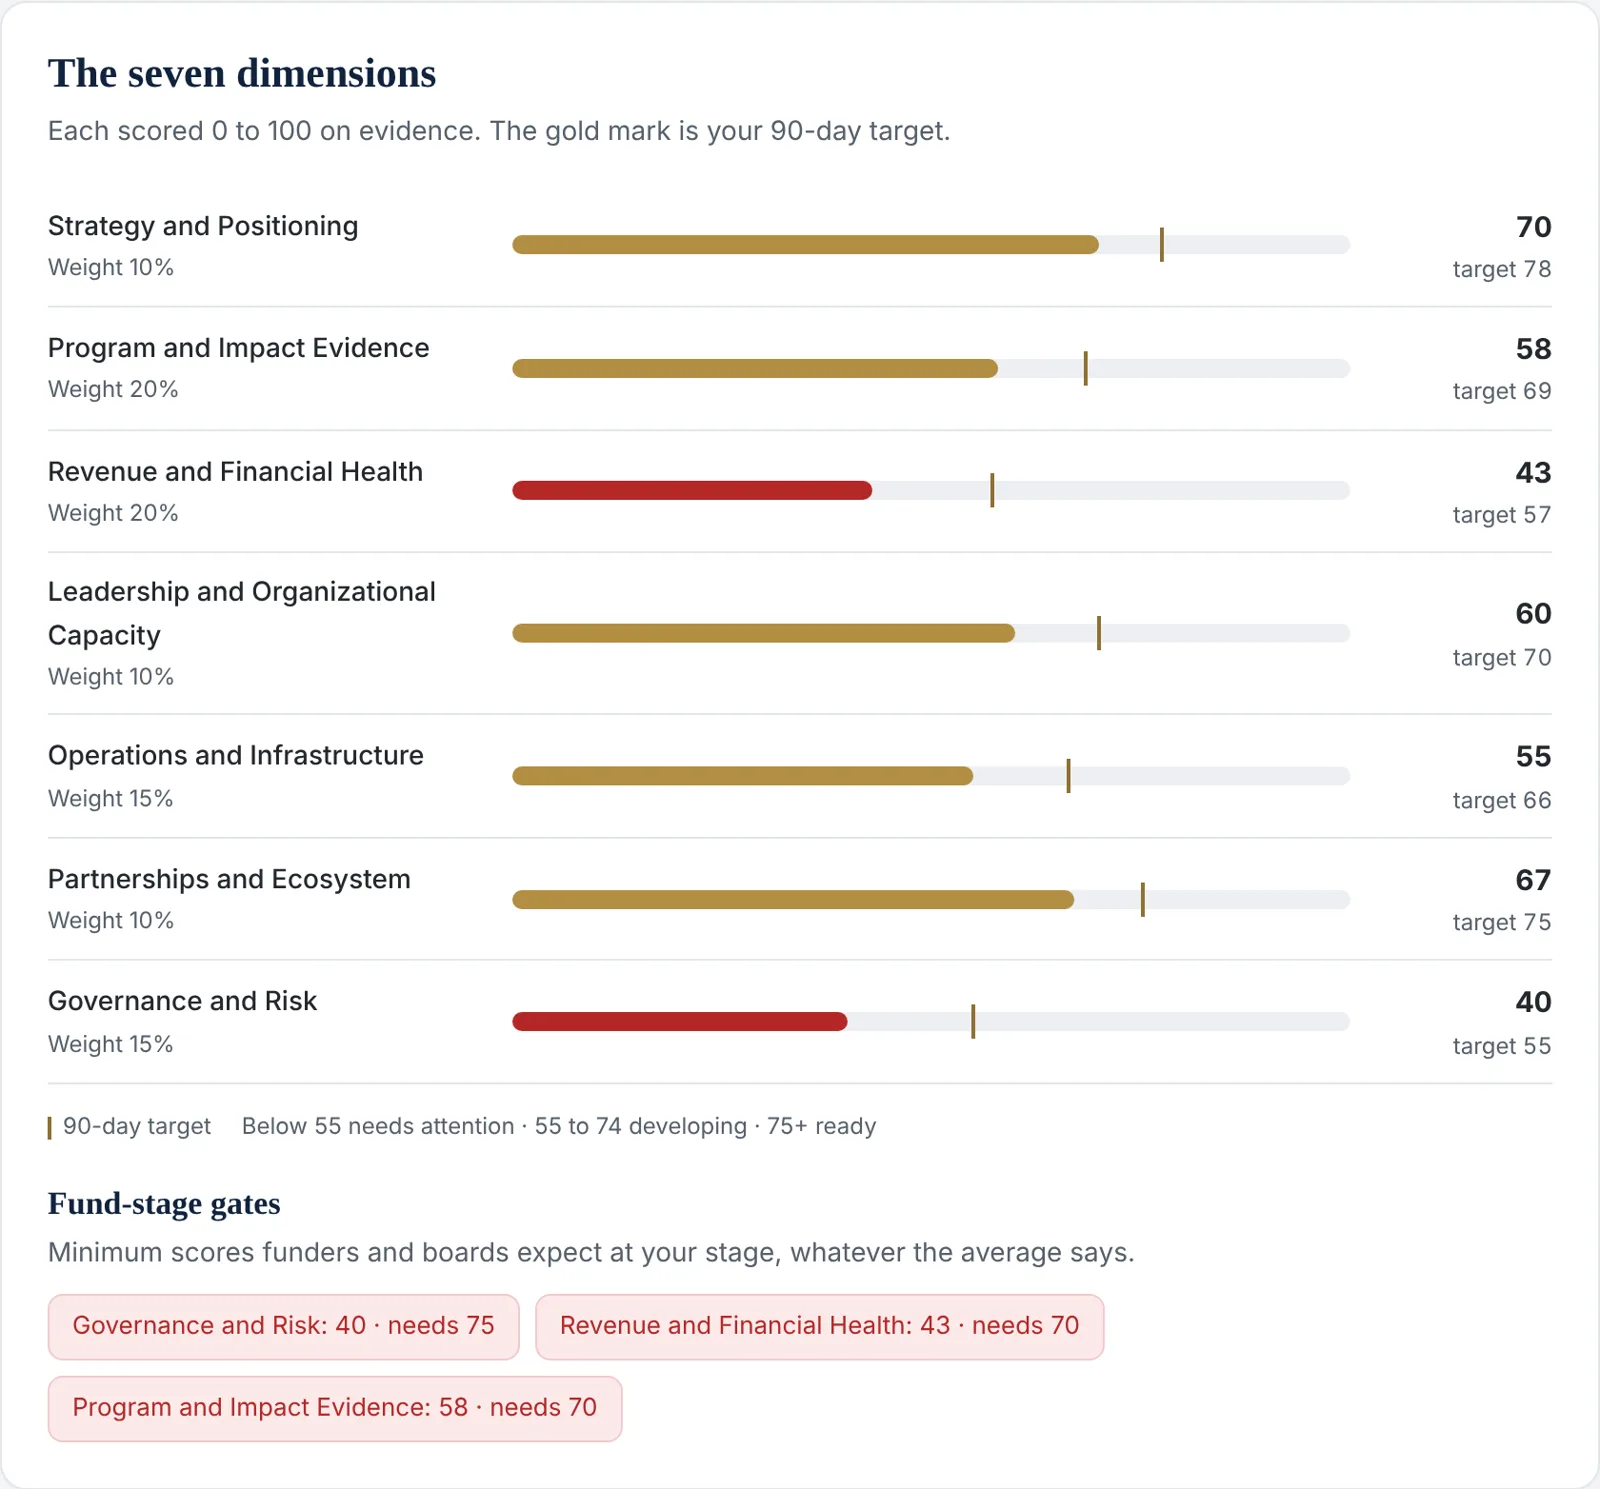 The seven dimensions
Each scored 0 to 100 on evidence. The gold mark is your 90-day target.
Strategy and Positioning
Weight 10%
70
target 78
Program and Impact Evidence
Weight 20%
58
target 69
Revenue and Financial Health
Weight 20%
43
target 57
Leadership and Organizational
Capacity
Weight 10%
60
target 70
Operations and Infrastructure
Weight 15%
55
target 66
Partnerships and Ecosystem
Weight 10%
67
target 75
Governance and Risk
Weight 15%
40
target 55
90-day target Below 55 needs attention · 55 to 74 developing · 75+ ready
Fund-stage gates
Minimum scores funders and boards expect at your stage, whatever the average says.
Governance and Risk: 40 · needs 75
Revenue and Financial Health: 43 · needs 70
Program and Impact Evidence: 58 · needs 70